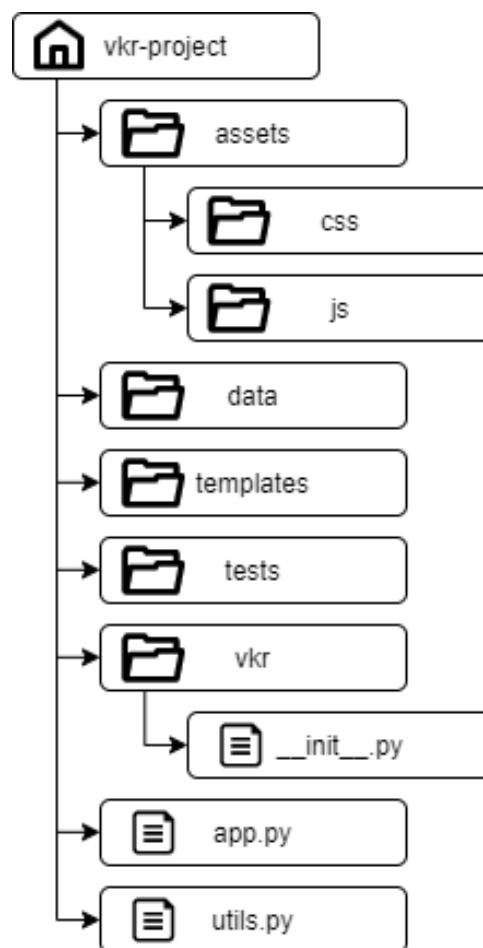 vkr-project
assets
css
js
data
templates
tests
vkr
__init__.py
app.py
utils.py